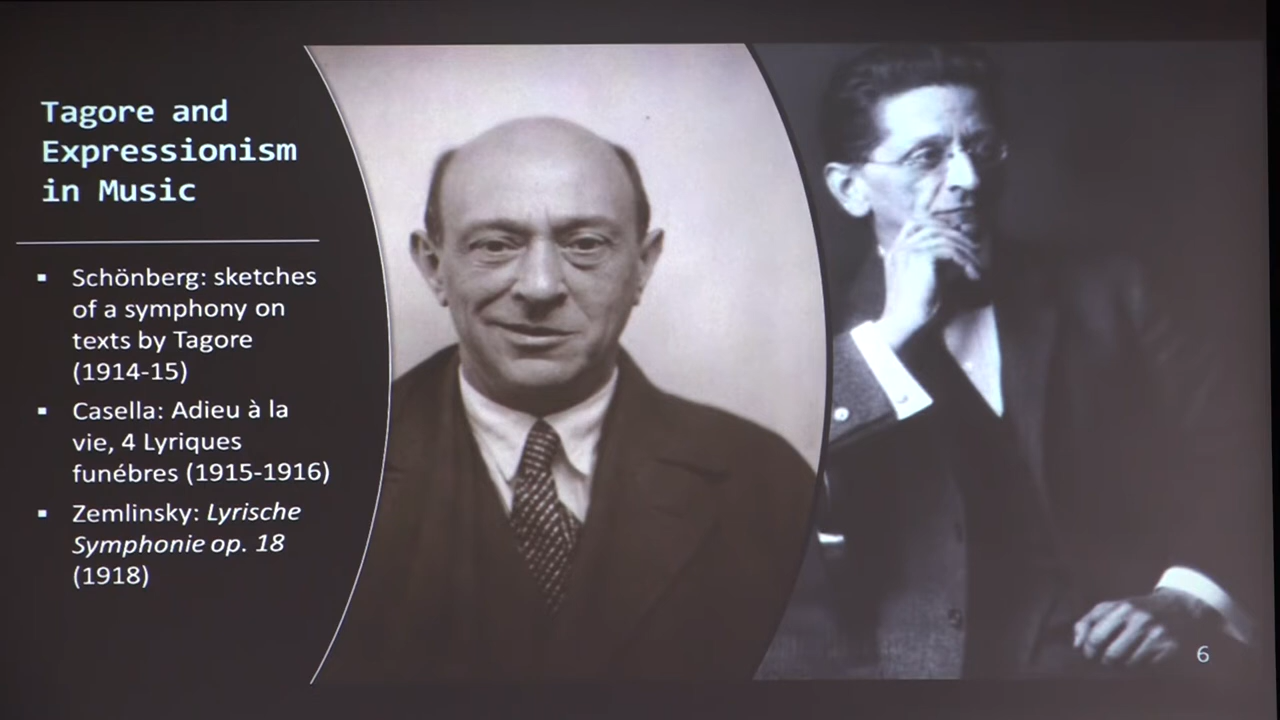 Tagore and
Expressionism
in Music
▪ Schönberg: sketches
of a symphony on
texts by Tagore
(1914-15)
▪ Casella: Adieu à la
vie, 4 Lyriques
funébres (1915-1916)
▪ Zemlinsky: Lyrische
Symphonie op. 18
(1918)
6